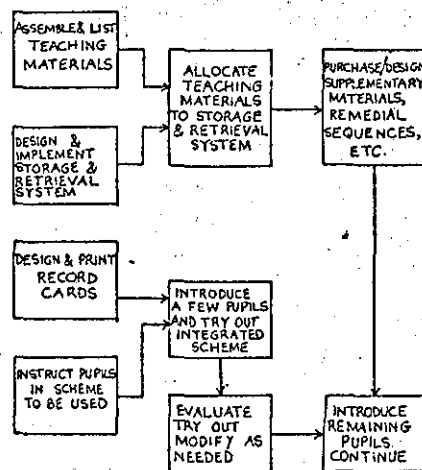 ASSEMBLE & LIST
TEACHING
MATERIALS
DESIGN &
IMPLEMENT
STORAGE &
RETRIEVAL
SYSTEM
ALLOCATE
TEACHING
MATERIALS
TO STORAGE
& RETRIEVAL
SYSTEM
PURCHASE/DESIGN
SUPPLEMENTARY
MATERIALS,
REMEDIAL
SEQUENCES,
ETC.
DESIGN & PRINT
RECORD
CARDS
INSTRUCT PUPILS
IN SCHEME
TO BE USED
INTRODUCE
A FEW PUPILS
AND TRY OUT
INTEGRATED
SCHEME
EVALUATE
TRY OUT
MODIFY AS
NEEDED
INTRODUCE
REMAINING
PUPILS.
CONTINUE